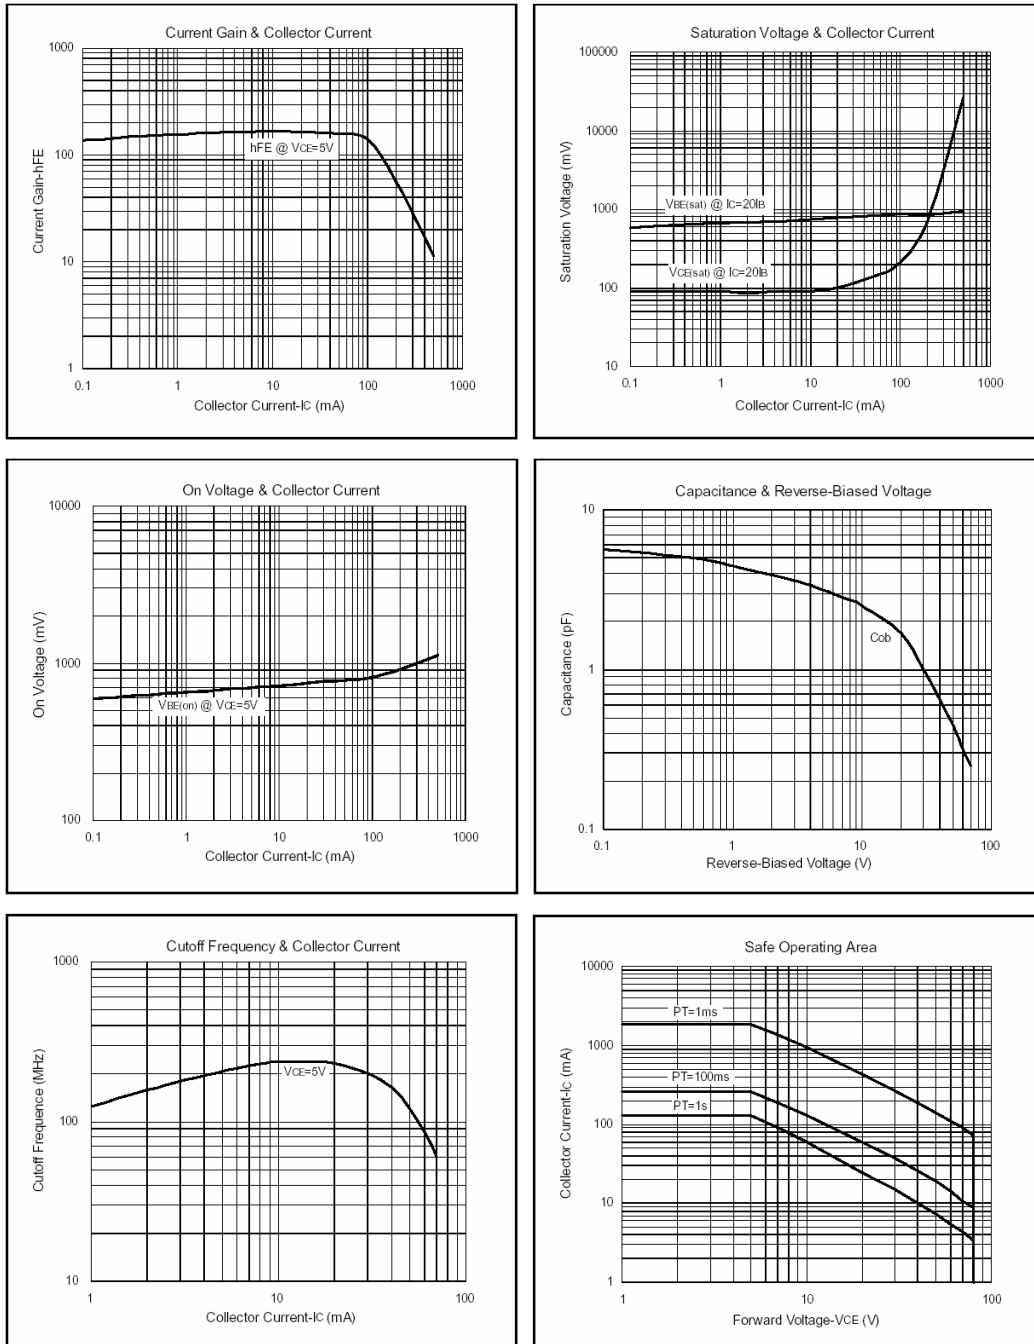 Current Gain & Collector Current
1000
100
10
1
Current Gain-hFE
hFE @ VCE=5V
0.1 1 10 100 1000
Collector Current-IC (mA)
Saturation Voltage & Collector Current
100000
10000
1000
100
10
Saturation Voltage (mV)
VBE(sat) @ IC=20IB
VCE(sat) @ IC=20IB
0.1 1 10 100 1000
Collector Current-IC (mA)
On Voltage & Collector Current
10000
1000
100
On Voltage (mV)
VBE(on) @ VCE=5V
0.1 1 10 100 1000
Collector Current-IC (mA)
Capacitance & Reverse-Biased Voltage
10
1
0.1
Capacitance (pF)
Cob
0.1 1 10 100
Reverse-Biased Voltage (V)
Cutoff Frequency & Collector Current
1000
100
10
Cutoff Frequence (MHz)
VCE=5V
1 10 100
Collector Current-IC (mA)
Safe Operating Area
10000
1000
100
10
1
Collector Current-IC (mA)
PT=1ms
PT=100ms
PT=1s
1 10 100
Forward Voltage-VCE (V)